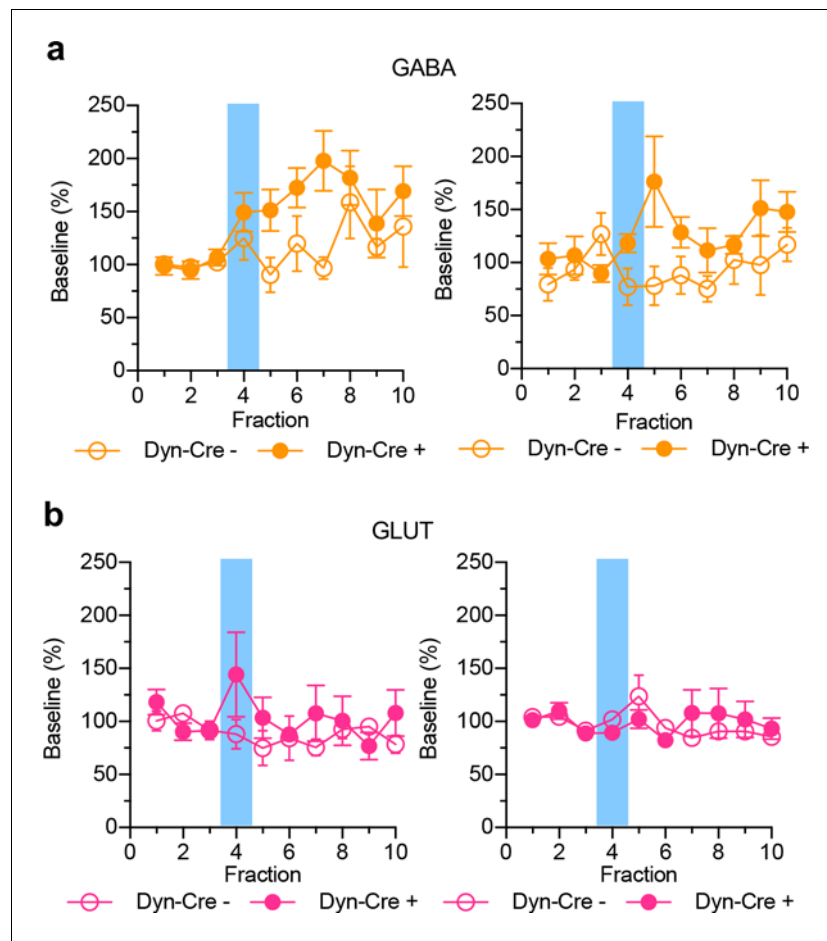 a
GABA
250
200
150
100
50
0
Baseline (%)
0 2 4 6 8 10
Fraction
Dyn-Cre - Dyn-Cre +
250
200
150
100
50
0
Baseline (%)
0 2 4 6 8 10
Fraction
Dyn-Cre - Dyn-Cre +
b
GLUT
250
200
150
100
50
0
Baseline (%)
0 2 4 6 8 10
Fraction
Dyn-Cre - Dyn-Cre +
250
200
150
100
50
0
Baseline (%)
0 2 4 6 8 10
Fraction
Dyn-Cre - Dyn-Cre +